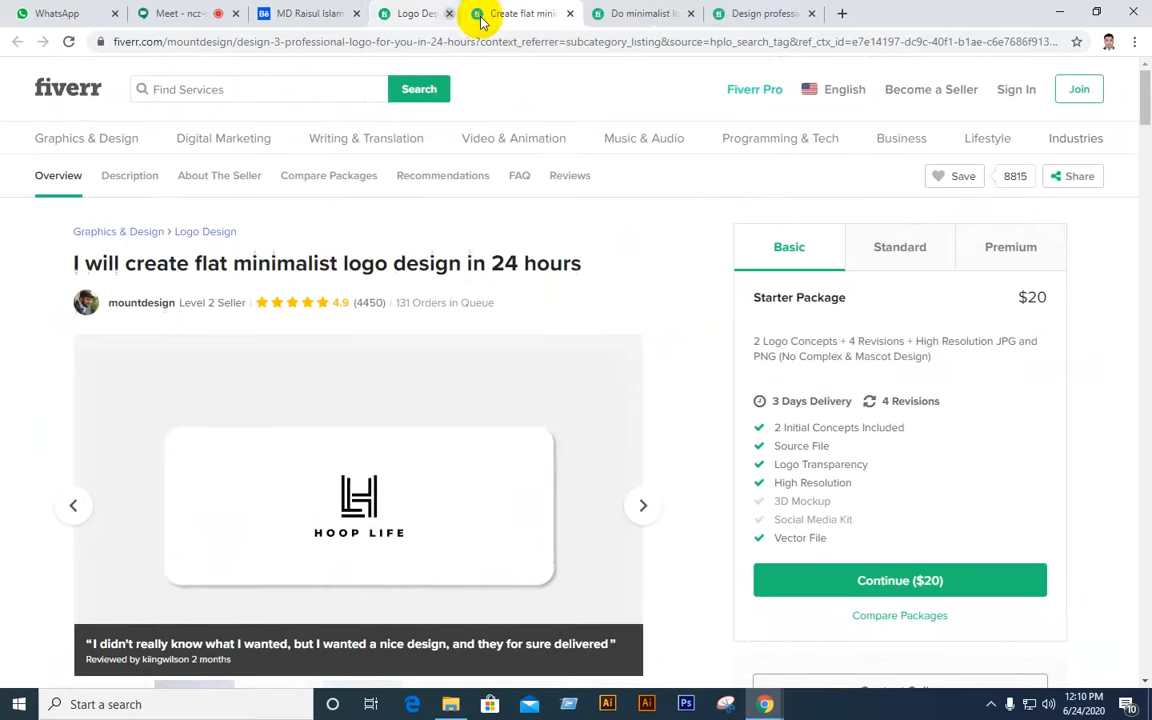 WhatsApp
Meet - ncz-
MD Raisul Islam
Logo Des
Create flat mini
Do minimalist lo
Design professi
fiverr.com/mountdesign/design-3-professional-logo-for-you-in-24-hours?context_referrer=subcategory_listing&source=hplo_search_tag&ref_ctx_id=e7e14197-dc9c-40f1-b1ae-c6e7686f913...
fiverr
Find Services
Search
Fiverr Pro
English
Become a Seller
Sign In
Join
Graphics & Design
Digital Marketing
Writing & Translation
Video & Animation
Music & Audio
Programming & Tech
Business
Lifestyle
Industries
Overview
Description
About The Seller
Compare Packages
Recommendations
FAQ
Reviews
Save
8815
Share
Graphics & Design > Logo Design
I will create flat minimalist logo design in 24 hours
mountdesign Level 2 Seller 4.9 (4450) 131 Orders in Queue
HOOP LIFE
“I didn't really know what I wanted, but I wanted a nice design, and they for sure delivered”
Reviewed by kiingwilson 2 months
Basic
Standard
Premium
Starter Package
$20
2 Logo Concepts + 4 Revisions + High Resolution JPG and
PNG (No Complex & Mascot Design)
3 Days Delivery
4 Revisions
2 Initial Concepts Included
Source File
Logo Transparency
High Resolution
3D Mockup
Social Media Kit
Vector File
Continue ($20)
Compare Packages
Start a search
Ai
Ai
Ps
12:10 PM
6/24/2020
10